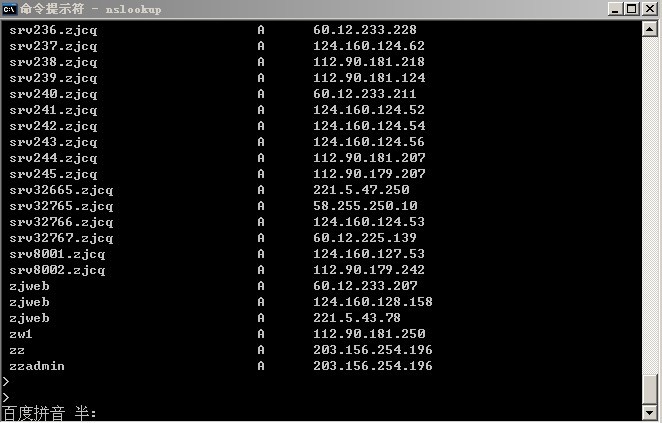 命令提示符 - nslookup
srv236.zjcq A 60.12.233.228
srv237.zjcq A 124.160.124.62
srv238.zjcq A 112.90.181.218
srv239.zjcq A 112.90.181.124
srv240.zjcq A 60.12.233.211
srv241.zjcq A 124.160.124.52
srv242.zjcq A 124.160.124.54
srv243.zjcq A 124.160.124.56
srv244.zjcq A 112.90.181.207
srv245.zjcq A 112.90.179.207
srv32665.zjcq A 221.5.47.250
srv32765.zjcq A 58.255.250.10
srv32766.zjcq A 124.160.124.53
srv32767.zjcq A 60.12.225.139
srv8001.zjcq A 124.160.127.53
srv8002.zjcq A 112.90.179.242
zjweb A 60.12.233.207
zjweb A 124.160.128.158
zjweb A 221.5.43.78
zw1 A 112.90.181.250
zz A 203.156.254.196
zzadmin A 203.156.254.196
>
>
百度拼音 半: